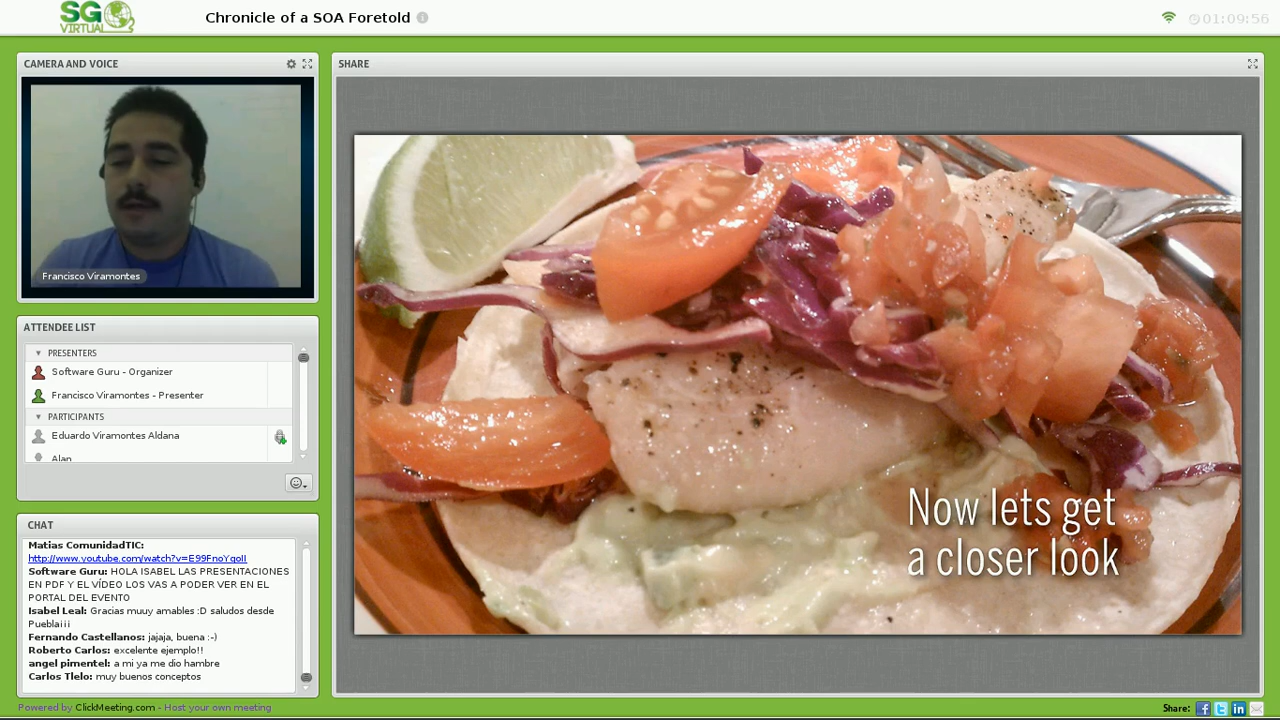 SG
VIRTUAL
Chronicle of a SOA Foretold
01:09:56
CAMERA AND VOICE
SHARE
Francisco Viramontes
ATTENDEE LIST
PRESENTERS
Software Guru - Organizer
Francisco Viramontes - Presenter
PARTICIPANTS
Eduardo Viramontes Aldana
Alan
Now lets get
a closer look
CHAT
Matias ComunidadTIC:
http://www.youtube.com/watch?v=E99FnoYqoII
Software Guru: HOLA ISABEL LAS PRESENTACIONES
EN PDF Y EL VÍDEO LOS VAS A PODER VER EN EL
PORTAL DEL EVENTO
Isabel Leal: Gracias muuy amables :D saludos desde
Puebla¡¡¡
Fernando Castellanos: jajaja, buena :-)
Roberto Carlos: excelente ejemplo!!
angel pimentel: a mi ya me dio hambre
Carlos Tlelo: muy buenos conceptos
Powered by ClickMeeting.com - Host your own meeting
Share: